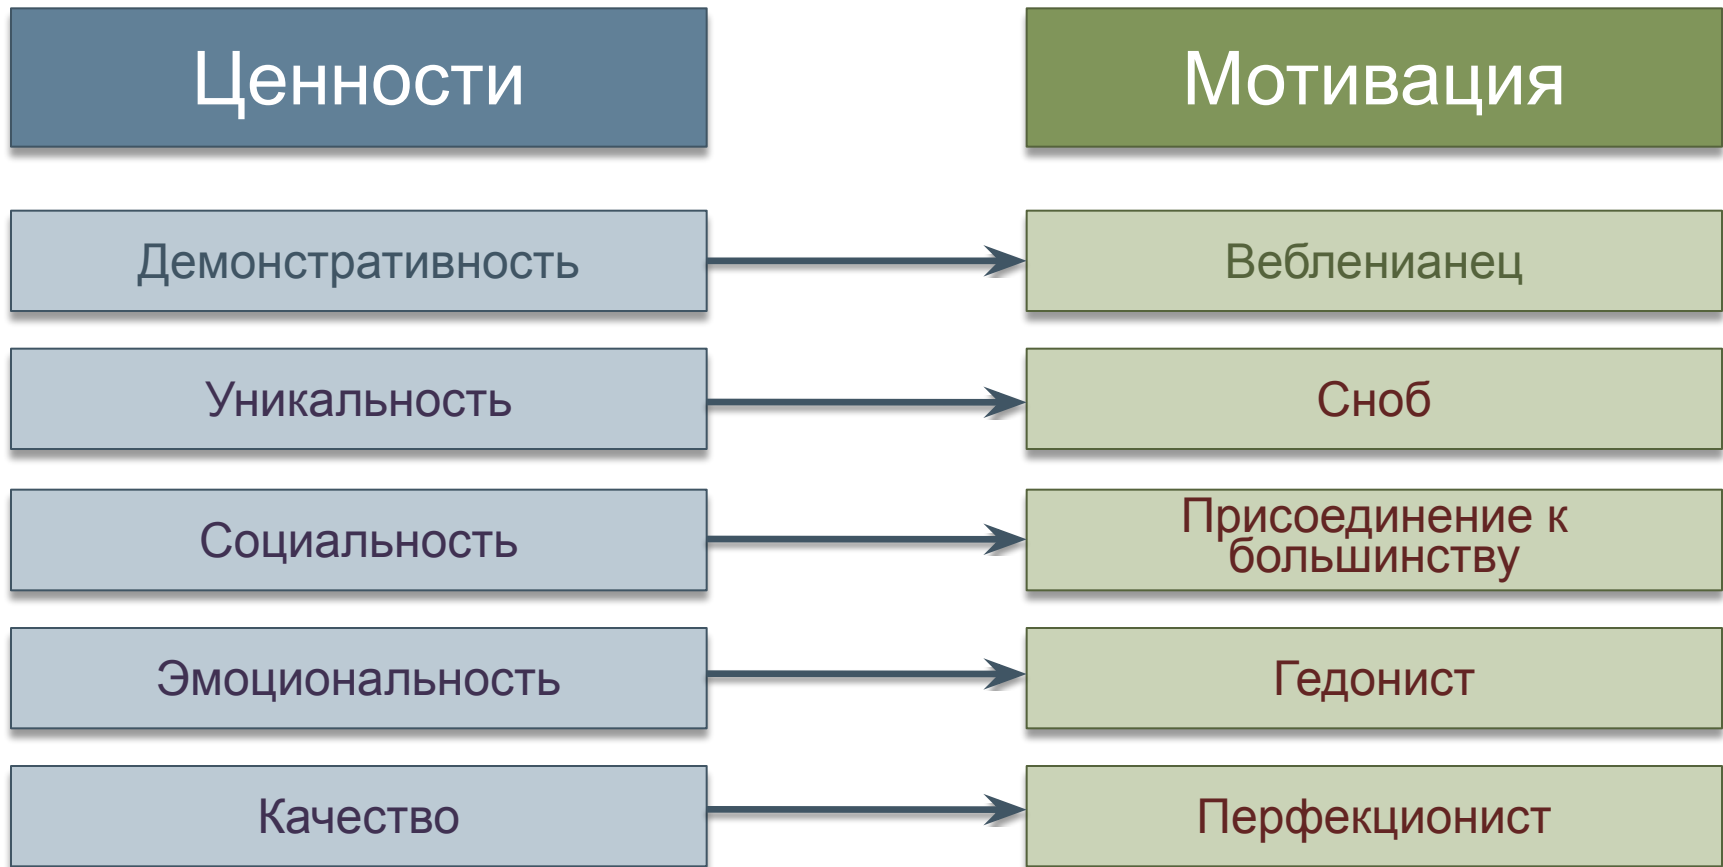 Ценности
Мотивация
Демонстративность
Вебленианец
Уникальность
Сноб
Социальность
Присоединение к
большинству
Эмоциональность
Гедонист
Качество
Перфекционист